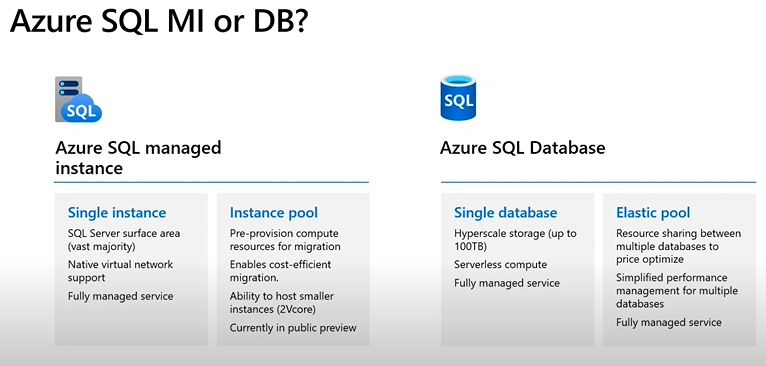 Azure SQL MI or DB?
SQL
Azure SQL managed
instance
Single instance
SQL Server surface area
(vast majority)
Native virtual network
support
Fully managed service
Instance pool
Pre-provision compute
resources for migration
Enables cost-efficient
migration.
Ability to host smaller
instances (2Vcore)
Currently in public preview
SQL
Azure SQL Database
Single database
Hyperscale storage (up to
100TB)
Serverless compute
Fully managed service
Elastic pool
Resource sharing between
multiple databases to
price optimize
Simplified performance
management for multiple
databases
Fully managed service